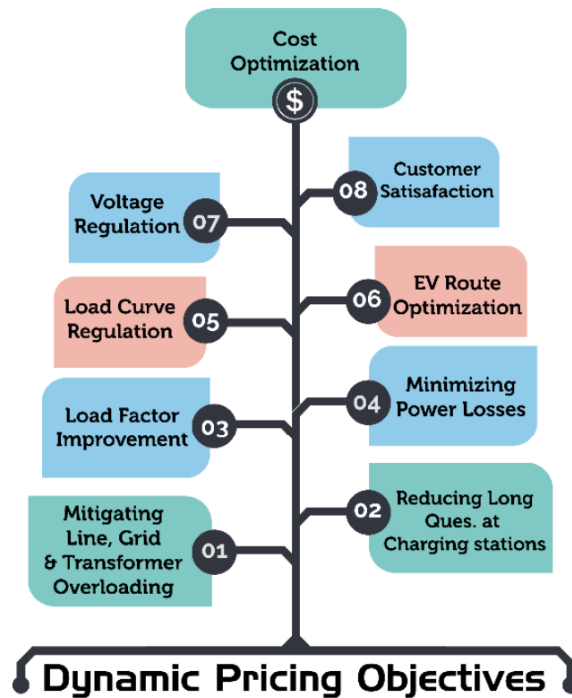 Cost
Optimization
$
Customer
Satisafaction
08
Voltage
Regulation
07
EV Route
Optimization
06
Load Curve
Regulation
05
Minimizing
Power Losses
04
Load Factor
Improvement
03
Reducing Long
Ques. at
Charging stations
02
Mitigating
Line, Grid
& Transformer
Overloading
01
Dynamic Pricing Objectives